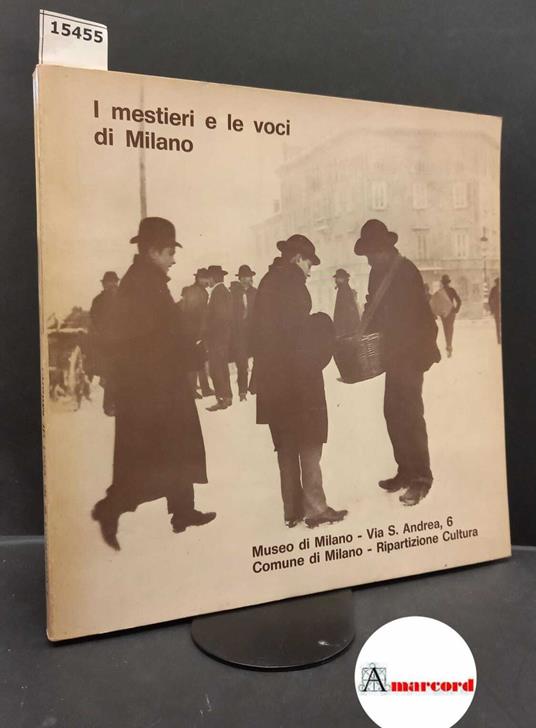 15455
I mestieri e le voci
di Milano
Museo di Milano - Via S. Andrea, 6
Comune di Milano - Ripartizione Cultura
Amarcord